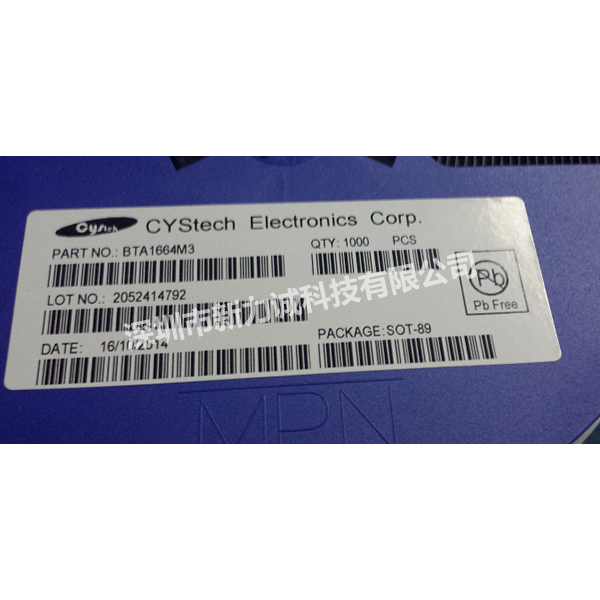 Cystek CYStech Electronics Corp.
PART NO.: BTA1664M3
QTY: 1000 PCS
LOT NO.: 2052414792
Pb
Pb Free
深圳市新力诚科技有限公司
DATE: 16/10/2014
PACKAGE:SOT-89
MPN